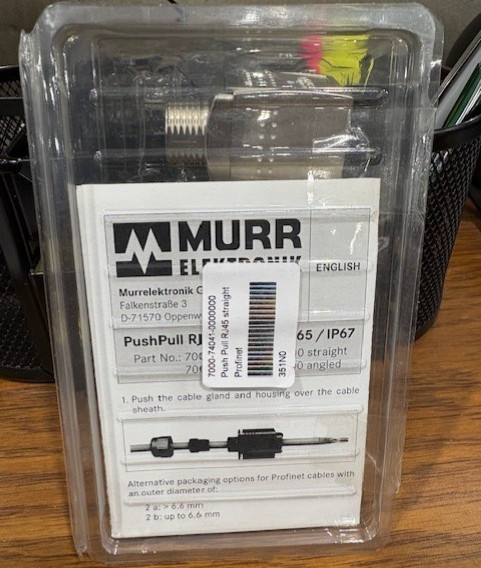 MURR
ELEKTRONIK
ENGLISH
Murrelektronik G
Falkenstraße 3
D-71570 Oppenw
7000-74041-0000000
Push Pull RJ45 straight
Profinet
351N0
PushPull RJ 65 / IP67
Part No.: 700 0 straight
70 0 angled
1. Push the cable gland and housing over the cable
sheath.
Alternative packaging options for Profinet cables with
an outer diameter of:
2 a: > 6.6 mm
2 b: up to 6.6 mm